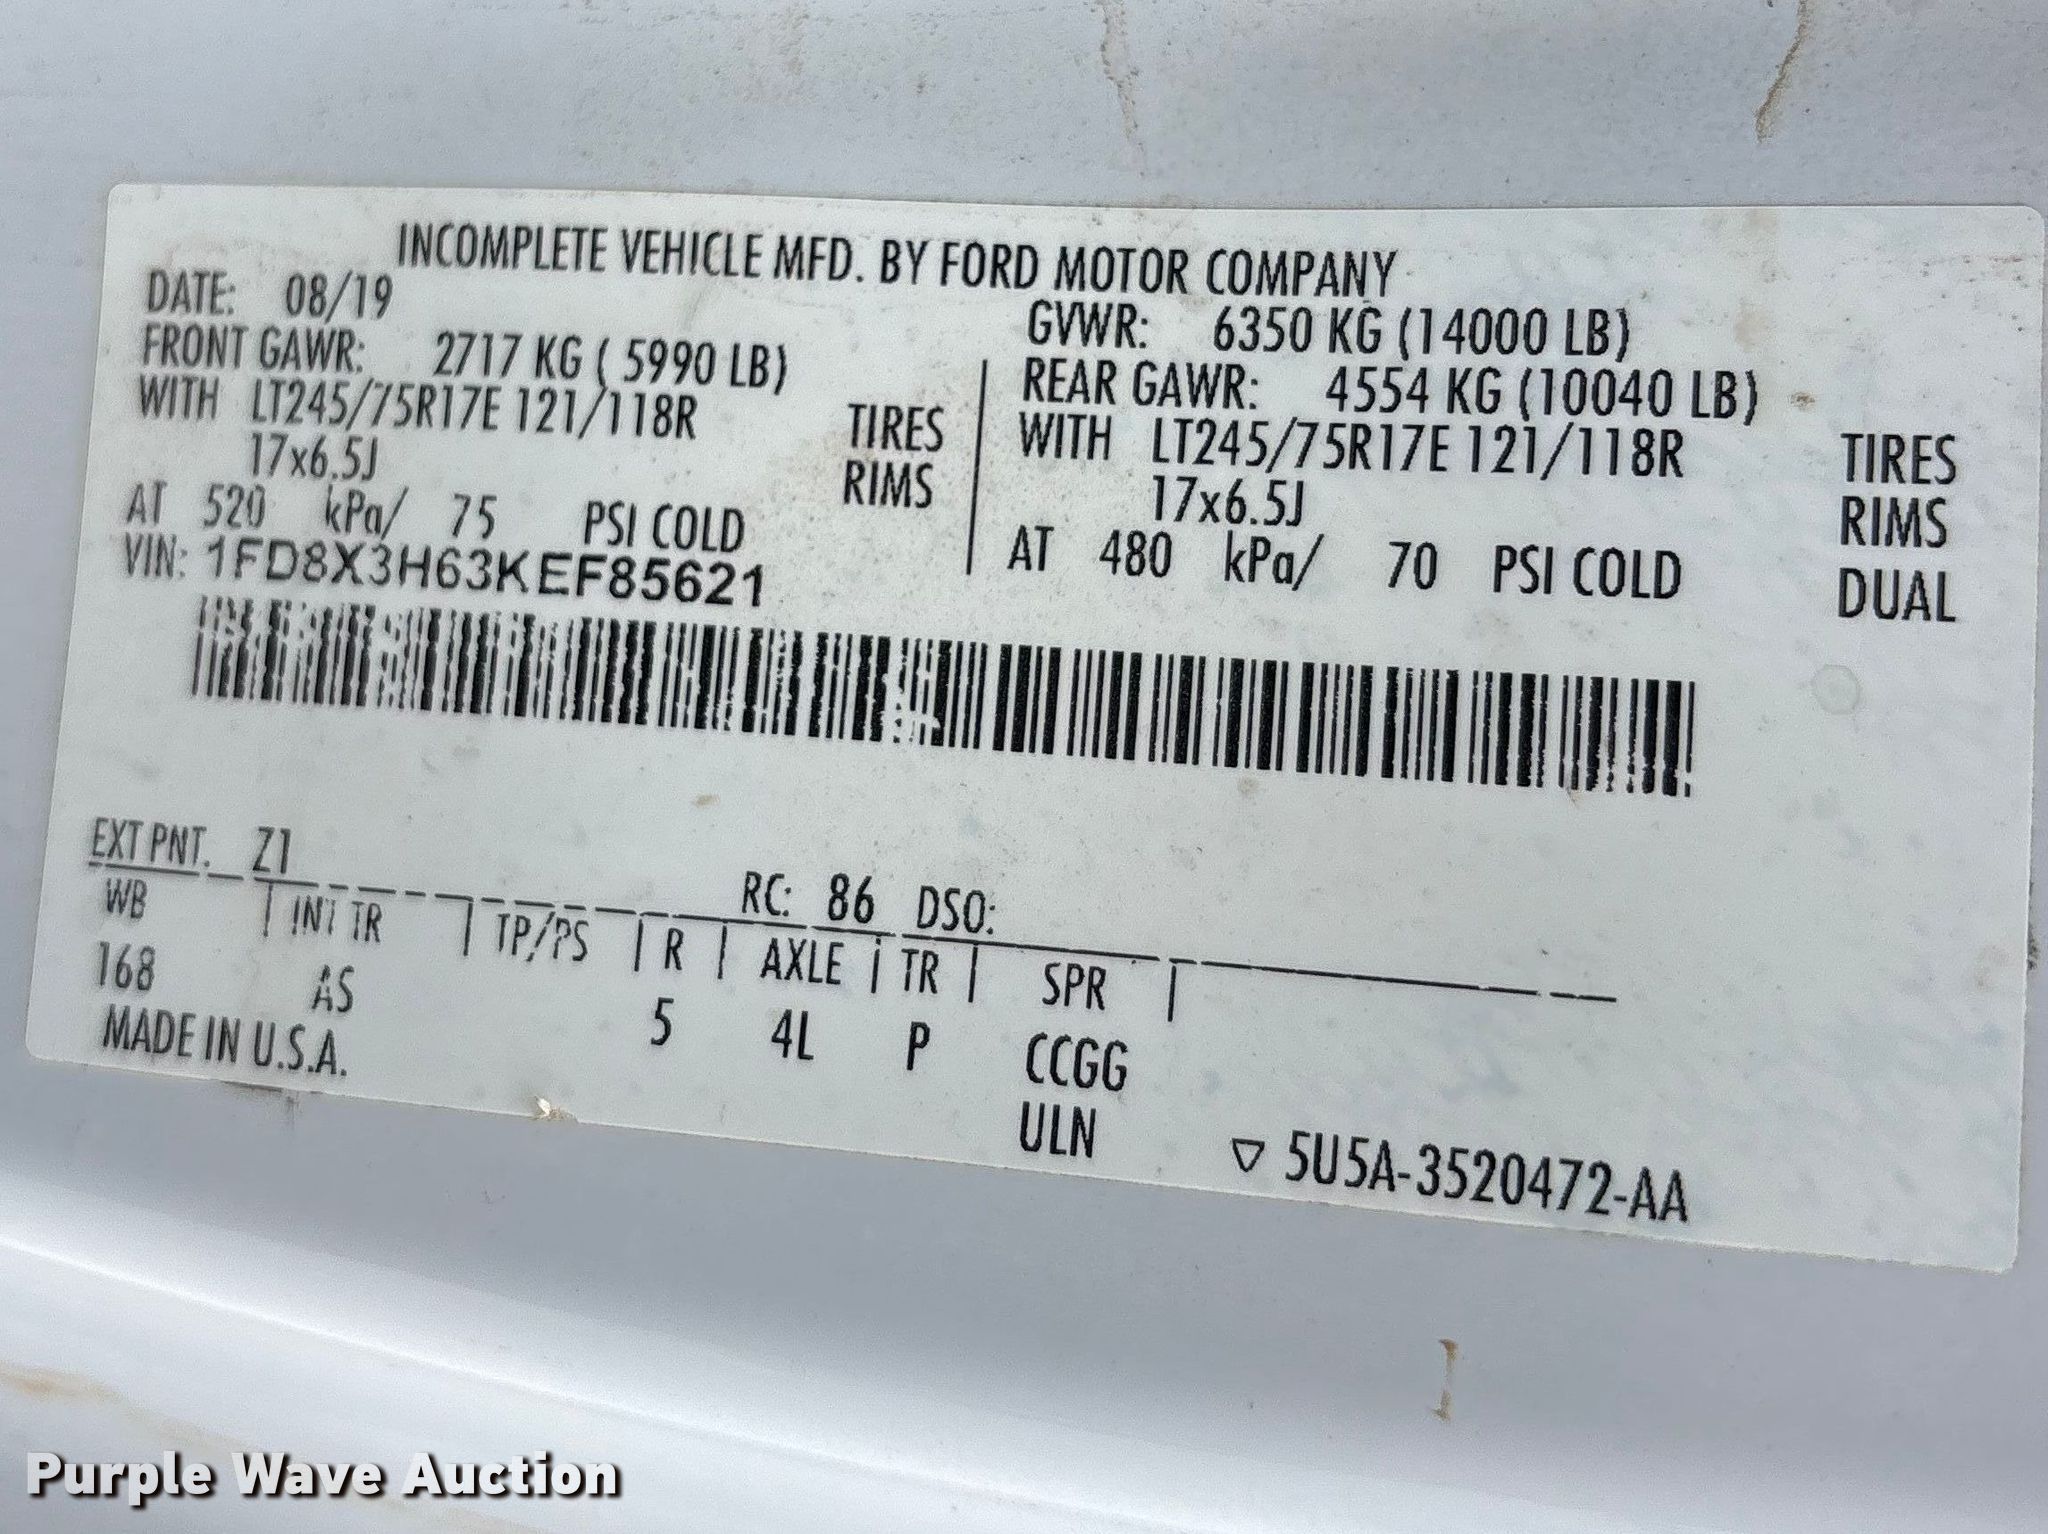 INCOMPLETE VEHICLE MFD. BY FORD MOTOR COMPANY
DATE: 08/19
GVWR: 6350 KG (14000 LB)
FRONT GAWR: 2717 KG ( 5990 LB)
REAR GAWR: 4554 KG (10040 LB)
WITH LT245/75R17E 121/118R TIRES
WITH LT245/75R17E 121/118R TIRES
17x6.5J RIMS
17x6.5J RIMS
AT 520 kPa/ 75 PSI COLD
AT 480 kPa/ 70 PSI COLD DUAL
VIN: 1FD8X3H63KEF85621
EXT PNT. Z1 RC: 86 DSO:
WB | INT TR | TP/PS | R | AXLE | TR | SPR |
168 AS 5 4L P CCGG
MADE IN U.S.A. ULN
▽ 5U5A-3520472-AA
Purple Wave Auction